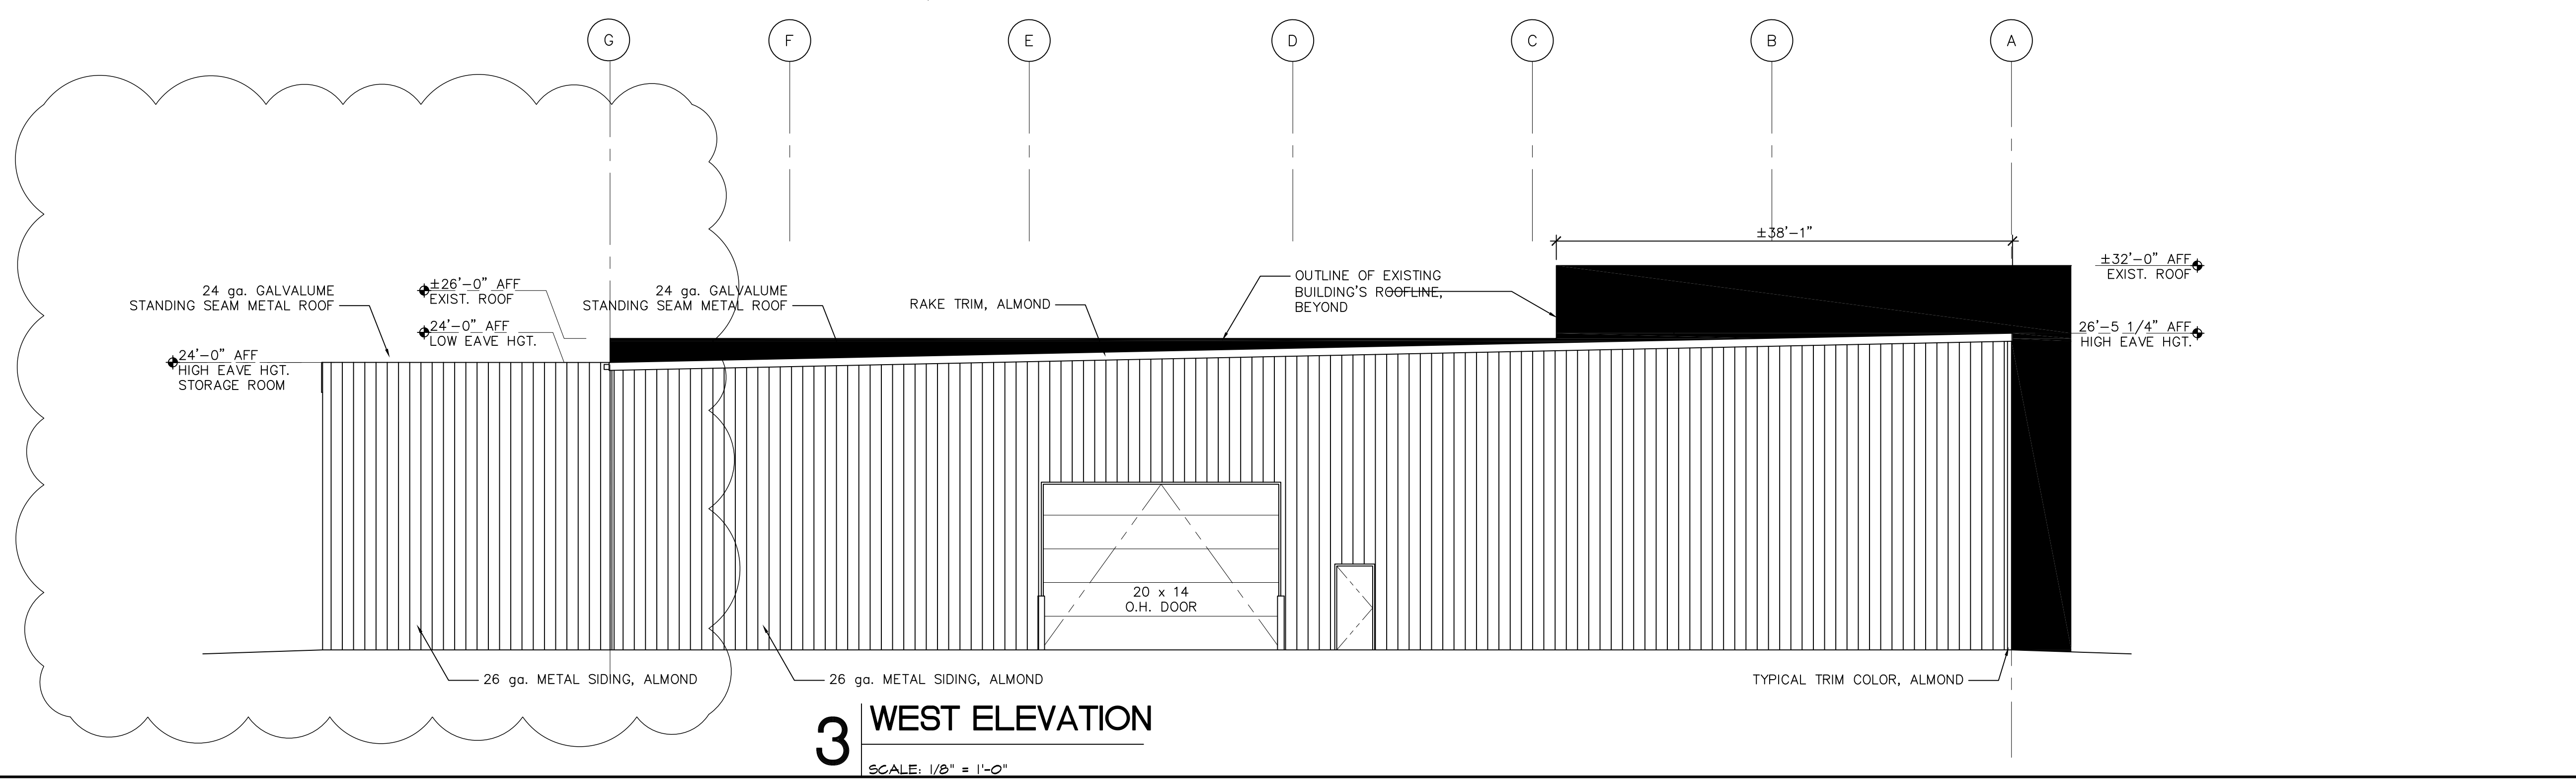 G
F
E
D
C
B
A
±38'-1"
±32'-0" AFF
EXIST. ROOF
24 ga. GALVALUME
STANDING SEAM METAL ROOF
±26'-0" AFF
EXIST. ROOF
24 ga. GALVALUME
STANDING SEAM METAL ROOF
RAKE TRIM, ALMOND
OUTLINE OF EXISTING
BUILDING'S ROOFLINE,
BEYOND
24'-0" AFF
LOW EAVE HGT.
26'-5 1/4" AFF
HIGH EAVE HGT.
24'-0" AFF
HIGH EAVE HGT.
STORAGE ROOM
20 x 14
O.H. DOOR
26 ga. METAL SIDING, ALMOND
26 ga. METAL SIDING, ALMOND
TYPICAL TRIM COLOR, ALMOND
3
WEST ELEVATION
SCALE: 1/8" = 1'-0"